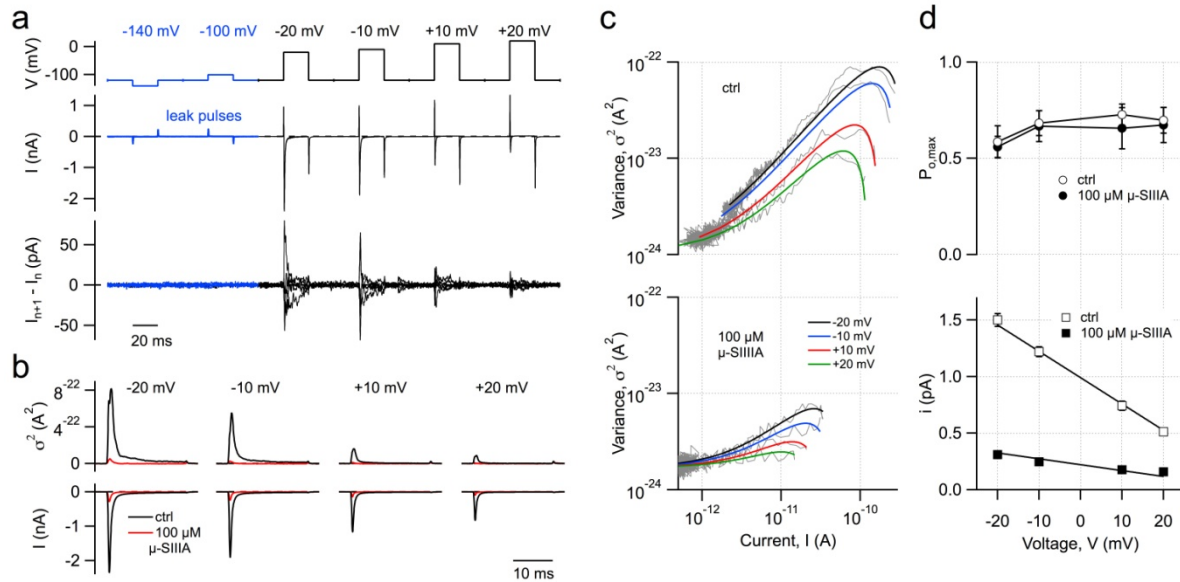 a
-140 mV -100 mV -20 mV -10 mV +10 mV +20 mV
V (mV)
0
-100
leak pulses
I (nA)
1
0
-1
-2
I_{n+1} - I_n (pA)
50
0
-50
20 ms
b
-20 mV -10 mV +10 mV +20 mV
σ² (A²)
8^{-22}
4^{-22}
0
I (nA)
0
-1
-2
ctrl
100 µM
µ-SIIIA
10 ms
c
Variance, σ² (A²)
10^{-22}
10^{-23}
10^{-24}
ctrl
Variance, σ² (A²)
10^{-22}
10^{-23}
10^{-24}
100 µM
µ-SIIIIA
-20 mV
-10 mV
+10 mV
+20 mV
10^{-12} 10^{-11} 10^{-10}
Current, I (A)
d
P_{o,max}
1.0
0.5
0.0
ctrl
100 µM µ-SIIIA
i (pA)
1.5
1.0
0.5
0.0
ctrl
100 µM µ-SIIIA
-20 -10 0 10 20
Voltage, V (mV)